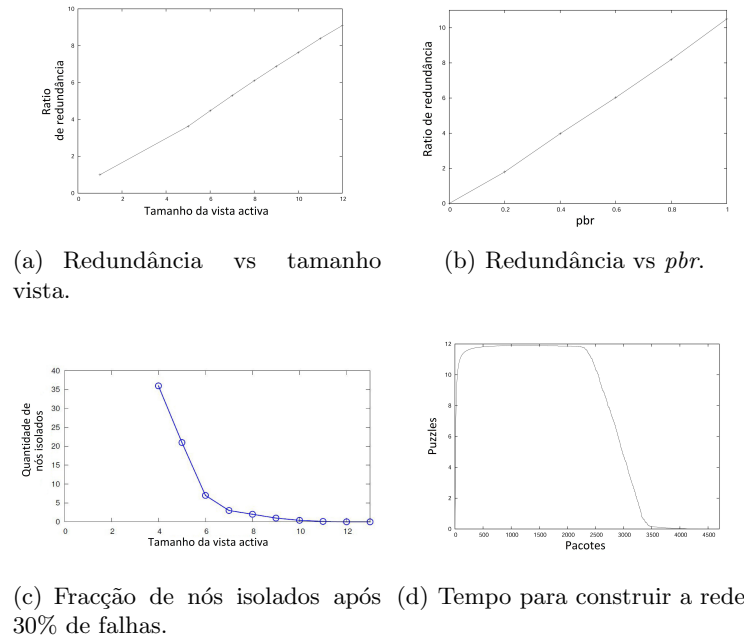 10
8
6
4
2
0
0 2 4 6 8 10 12
Ratio
de redundância
Tamanho da vista activa
10
8
6
4
2
0
0 0.2 0.4 0.6 0.8 1
Ratio de redundância
pbr
(a) Redundância vs tamanho
vista.
(b) Redundância vs pbr.
40
35
30
25
20
15
10
5
0
0 2 4 6 8 10 12
Quantidade de
nós isolados
Tamanho da vista activa
12
10
8
6
4
2
0
0 500 1000 1500 2000 2500 3000 3500 4000 4500
Puzzles
Pacotes
(c) Fracção de nós isolados após
30% de falhas.
(d) Tempo para construir a rede